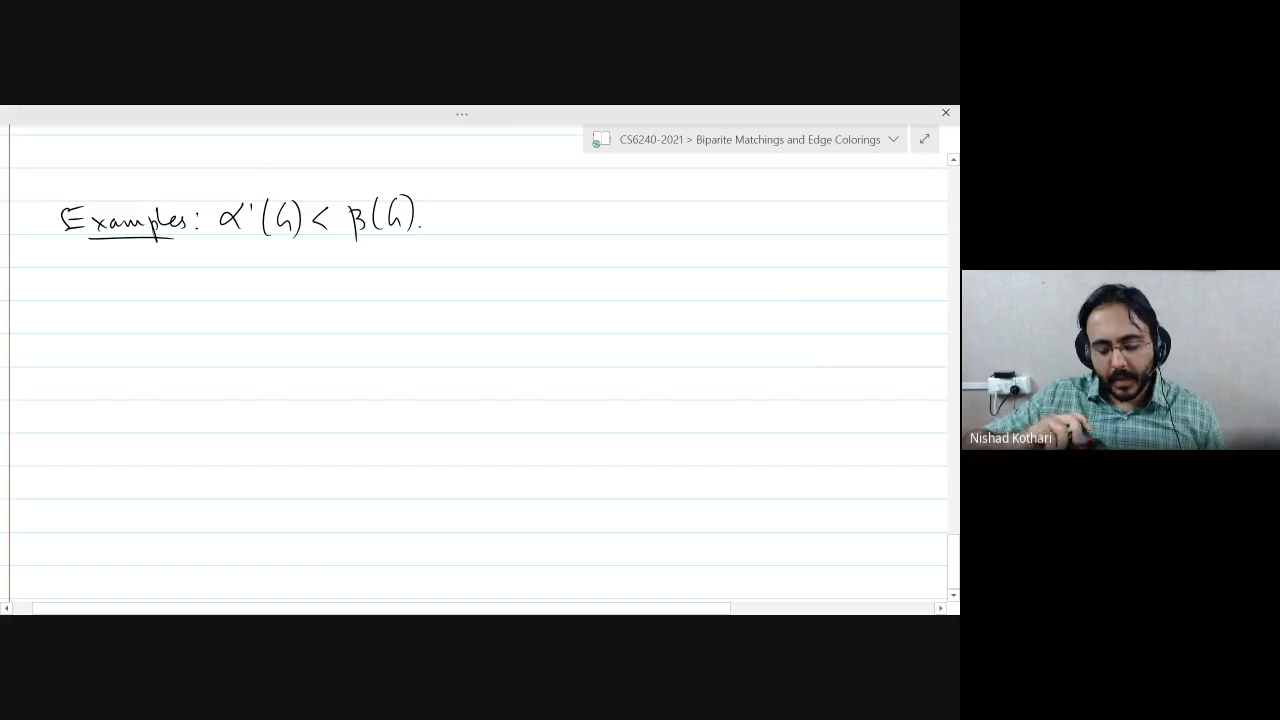 CS6240-2021 > Biparite Matchings and Edge Colorings
Examples: α'(G) < β(G).
Nishad Kothari